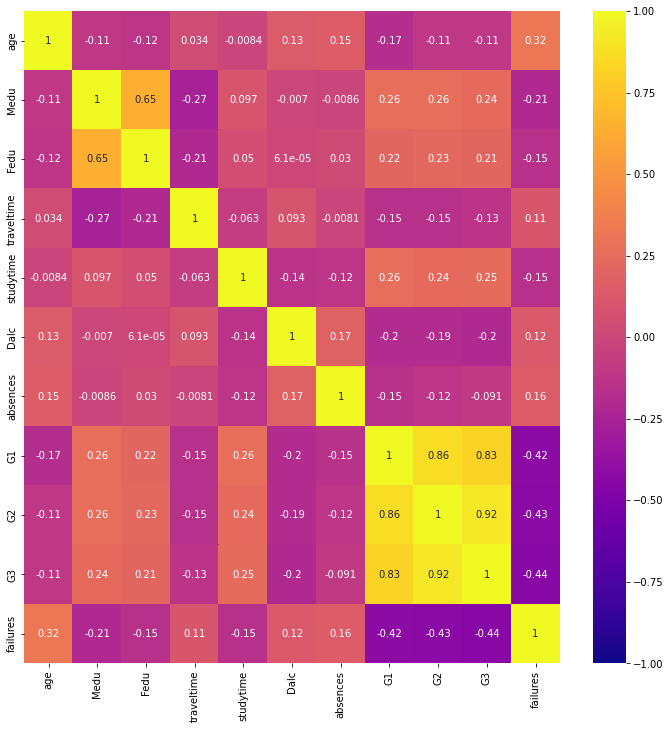 age 1 -0.11 -0.12 0.034 -0.0084 0.13 0.15 -0.17 -0.11 -0.11 0.32
Medu -0.11 1 0.65 -0.27 0.097 -0.007 -0.0086 0.26 0.26 0.24 -0.21
Fedu -0.12 0.65 1 -0.21 0.05 6.1e-05 0.03 0.22 0.23 0.21 -0.15
traveltime 0.034 -0.27 -0.21 1 -0.063 0.093 -0.0081 -0.15 -0.15 -0.13 0.11
studytime -0.0084 0.097 0.05 -0.063 1 -0.14 -0.12 0.26 0.24 0.25 -0.15
Dalc 0.13 -0.007 6.1e-05 0.093 -0.14 1 0.17 -0.2 -0.19 -0.2 0.12
absences 0.15 -0.0086 0.03 -0.0081 -0.12 0.17 1 -0.15 -0.12 -0.091 0.16
G1 -0.17 0.26 0.22 -0.15 0.26 -0.2 -0.15 1 0.86 0.83 -0.42
G2 -0.11 0.26 0.23 -0.15 0.24 -0.19 -0.12 0.86 1 0.92 -0.43
G3 -0.11 0.24 0.21 -0.13 0.25 -0.2 -0.091 0.83 0.92 1 -0.44
failures 0.32 -0.21 -0.15 0.11 -0.15 0.12 0.16 -0.42 -0.43 -0.44 1
age Medu Fedu traveltime studytime Dalc absences G1 G2 G3 failures
1.00
0.75
0.50
0.25
0.00
-0.25
-0.50
-0.75
-1.00